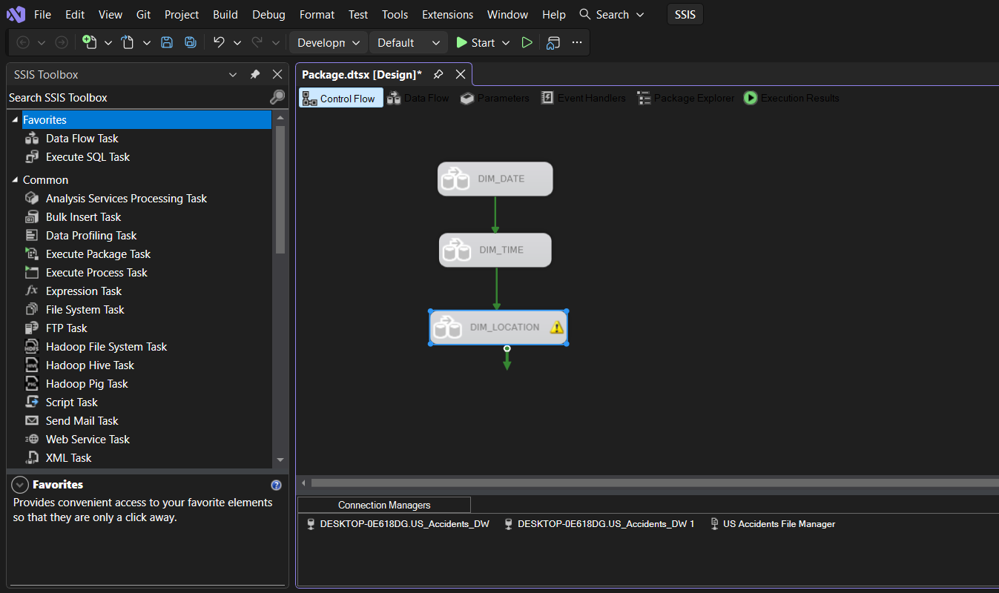 File Edit View Git Project Build Debug Format Test Tools Extensions Window Help Search SSIS
Developn Default Start
SSIS Toolbox
Search SSIS Toolbox
Favorites
Data Flow Task
Execute SQL Task
Common
Analysis Services Processing Task
Bulk Insert Task
Data Profiling Task
Execute Package Task
Execute Process Task
Expression Task
File System Task
FTP Task
Hadoop File System Task
Hadoop Hive Task
Hadoop Pig Task
Script Task
Send Mail Task
Web Service Task
XML Task
Favorites
Provides convenient access to your favorite elements
so that they are only a click away.
Package.dtsx [Design]*
Control Flow Data Flow Parameters Event Handlers Package Explorer Execution Results
DIM_DATE
DIM_TIME
DIM_LOCATION
Connection Managers
DESKTOP-0E618DG.US_Accidents_DW DESKTOP-0E618DG.US_Accidents_DW 1 US Accidents File Manager